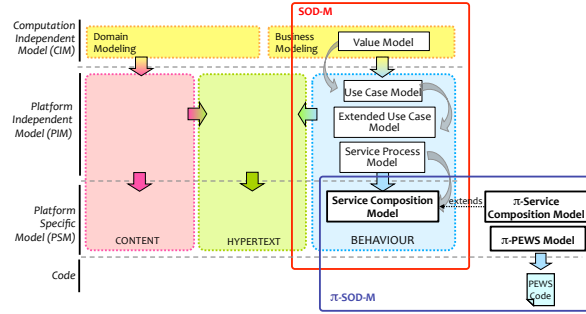 SOD-M
Computation
Independent
Model (CIM)
Domain
Modeling
Business
Modeling
Value Model
Platform
Independent
Model (PIM)
Use Case Model
Extended Use Case
Model
Service Process
Model
Platform
Specific
Model (PSM)
Service Composition
Model
extends
π-Service
Composition Model
π-PEWS Model
CONTENT
HYPERTEXT
BEHAVIOUR
Code
PEWS
Code
π-SOD-M